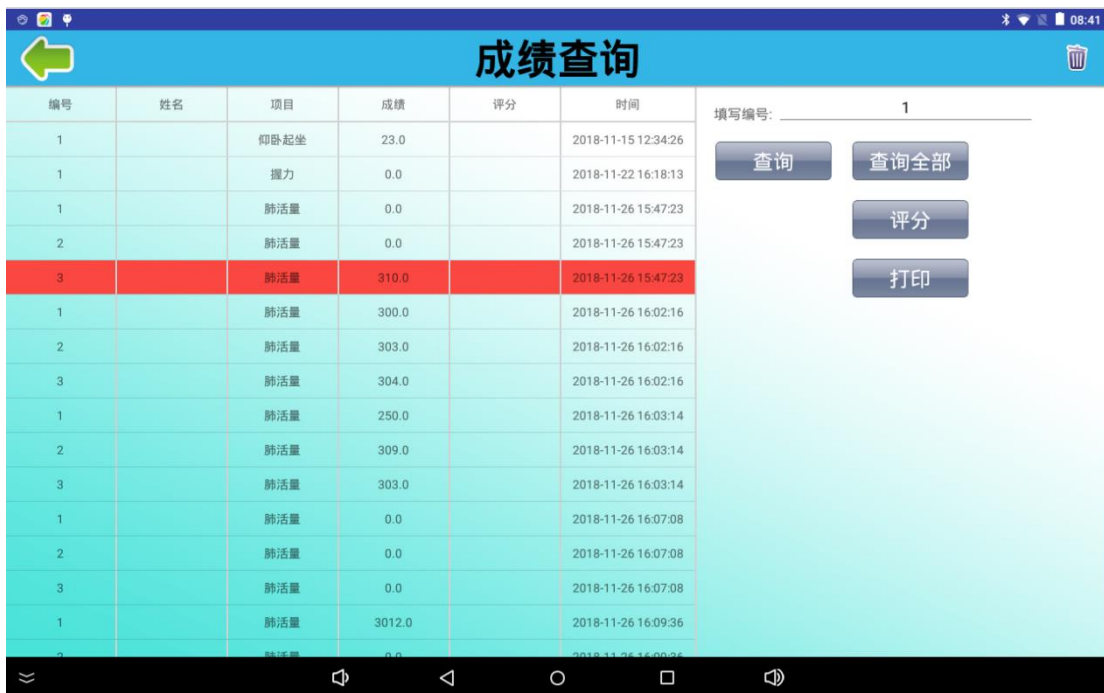 08:41
成绩查询
编号 姓名 项目 成绩 评分 时间
填写编号: 1
1 仰卧起坐 23.0 2018-11-15 12:34:26
查询 查询全部
1 握力 0.0 2018-11-22 16:18:13
1 肺活量 0.0 2018-11-26 15:47:23
评分
2 肺活量 0.0 2018-11-26 15:47:23
3 肺活量 310.0 2018-11-26 15:47:23
打印
1 肺活量 300.0 2018-11-26 16:02:16
2 肺活量 303.0 2018-11-26 16:02:16
3 肺活量 304.0 2018-11-26 16:02:16
1 肺活量 250.0 2018-11-26 16:03:14
2 肺活量 309.0 2018-11-26 16:03:14
3 肺活量 303.0 2018-11-26 16:03:14
1 肺活量 0.0 2018-11-26 16:07:08
2 肺活量 0.0 2018-11-26 16:07:08
3 肺活量 0.0 2018-11-26 16:07:08
1 肺活量 3012.0 2018-11-26 16:09:36